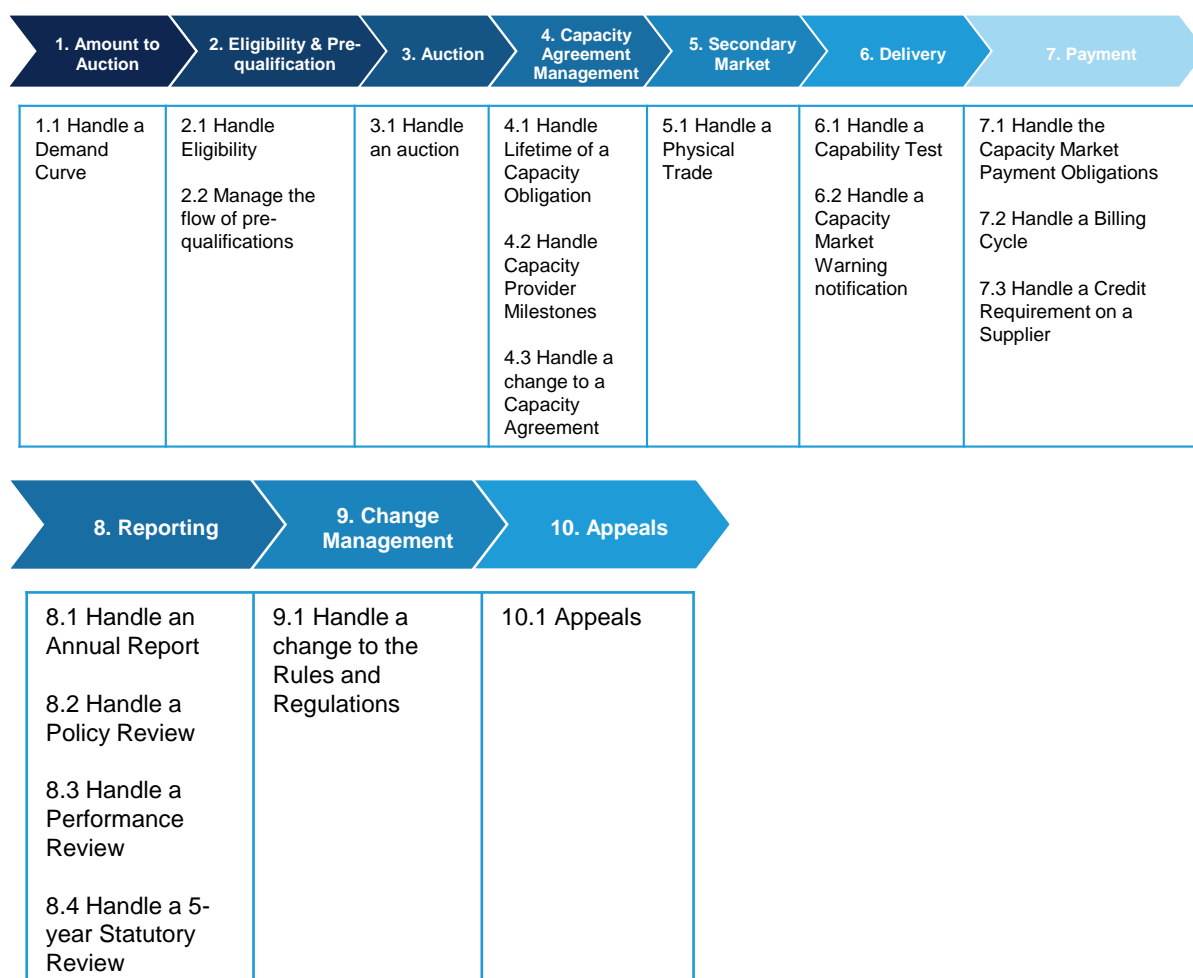 1. Amount to
Auction
2. Eligibility & Pre-
qualification
3. Auction
4. Capacity
Agreement
Management
5. Secondary
Market
6. Delivery
7. Payment
1.1 Handle a
Demand
Curve
2.1 Handle
Eligibility
2.2 Manage the
flow of pre-
qualifications
3.1 Handle
an auction
4.1 Handle
Lifetime of a
Capacity
Obligation
4.2 Handle
Capacity
Provider
Milestones
4.3 Handle a
change to a
Capacity
Agreement
5.1 Handle a
Physical
Trade
6.1 Handle a
Capability Test
6.2 Handle a
Capacity
Market
Warning
notification
7.1 Handle the
Capacity Market
Payment Obligations
7.2 Handle a Billing
Cycle
7.3 Handle a Credit
Requirement on a
Supplier
8. Reporting
9. Change
Management
10. Appeals
8.1 Handle an
Annual Report
8.2 Handle a
Policy Review
8.3 Handle a
Performance
Review
8.4 Handle a 5-
year Statutory
Review
9.1 Handle a
change to the
Rules and
Regulations
10.1 Appeals